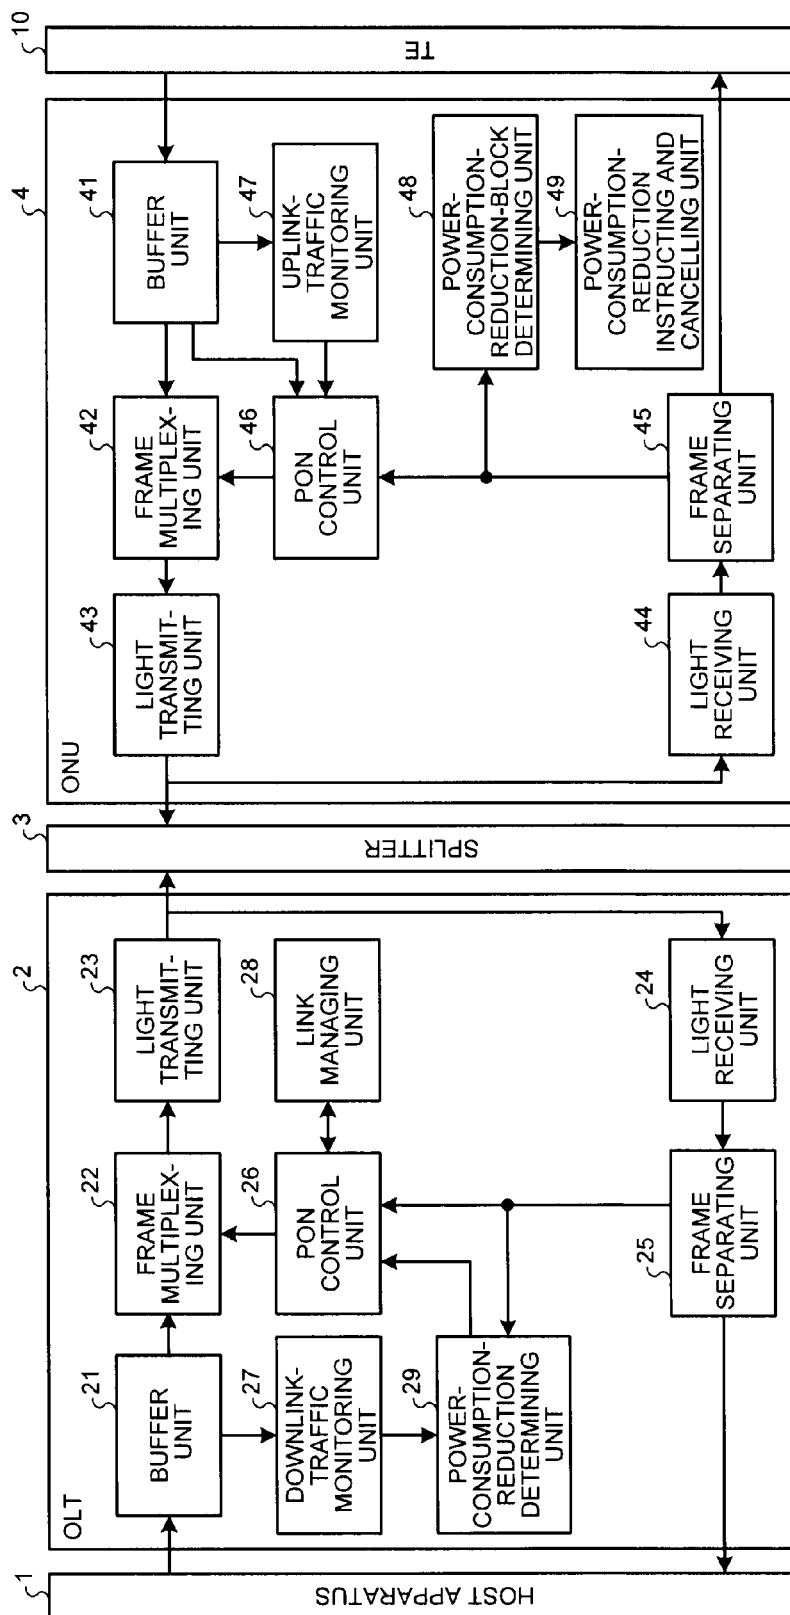 1
HOST APPARATUS
2
OLT
21
BUFFER
UNIT
22
FRAME
MULTIPLEX-
ING UNIT
23
LIGHT
TRANSMIT-
TING UNIT
27
DOWNLINK-
TRAFFIC
MONITORING
UNIT
26
PON
CONTROL
UNIT
28
LINK
MANAGING
UNIT
29
POWER-
CONSUMPTION-
REDUCTION
DETERMINING
UNIT
25
FRAME
SEPARATING
UNIT
24
LIGHT
RECEIVING
UNIT
3
SPLITTER
4
ONU
43
LIGHT
TRANSMIT-
TING UNIT
42
FRAME
MULTIPLEX-
ING UNIT
41
BUFFER
UNIT
46
PON
CONTROL
UNIT
47
UPLINK-
TRAFFIC
MONITORING
UNIT
48
POWER-
CONSUMPTION-
REDUCTION-BLOCK
DETERMINING UNIT
49
POWER-
CONSUMPTION-
REDUCTION
INSTRUCTING AND
CANCELLING UNIT
44
LIGHT
RECEIVING
UNIT
45
FRAME
SEPARATING
UNIT
10
TE